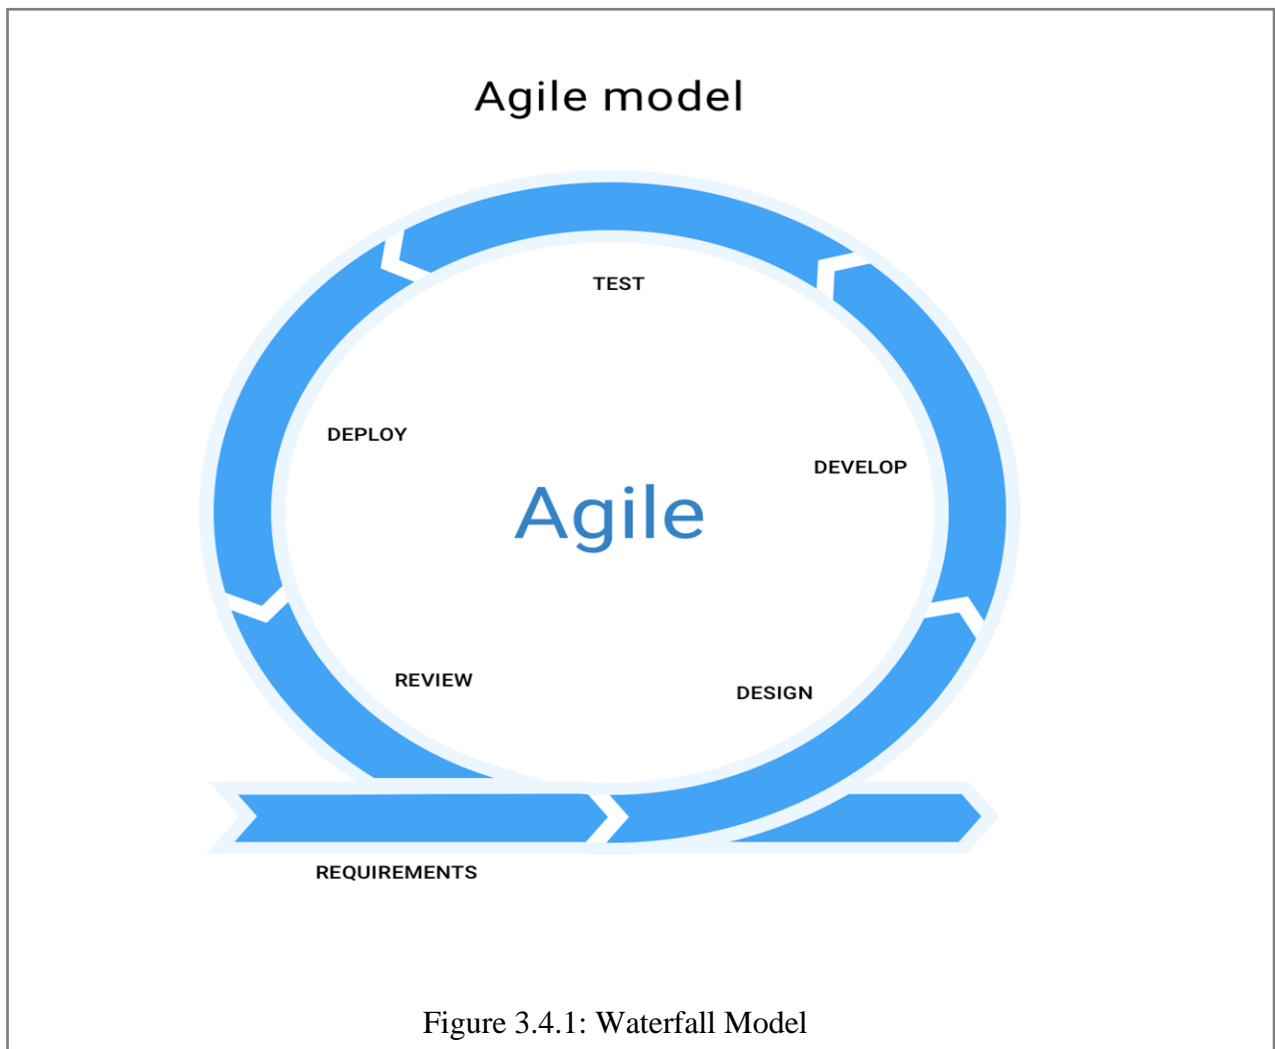 Agile model
TEST
DEPLOY
DEVELOP
Agile
REVIEW
DESIGN
REQUIREMENTS
Figure 3.4.1: Waterfall Model